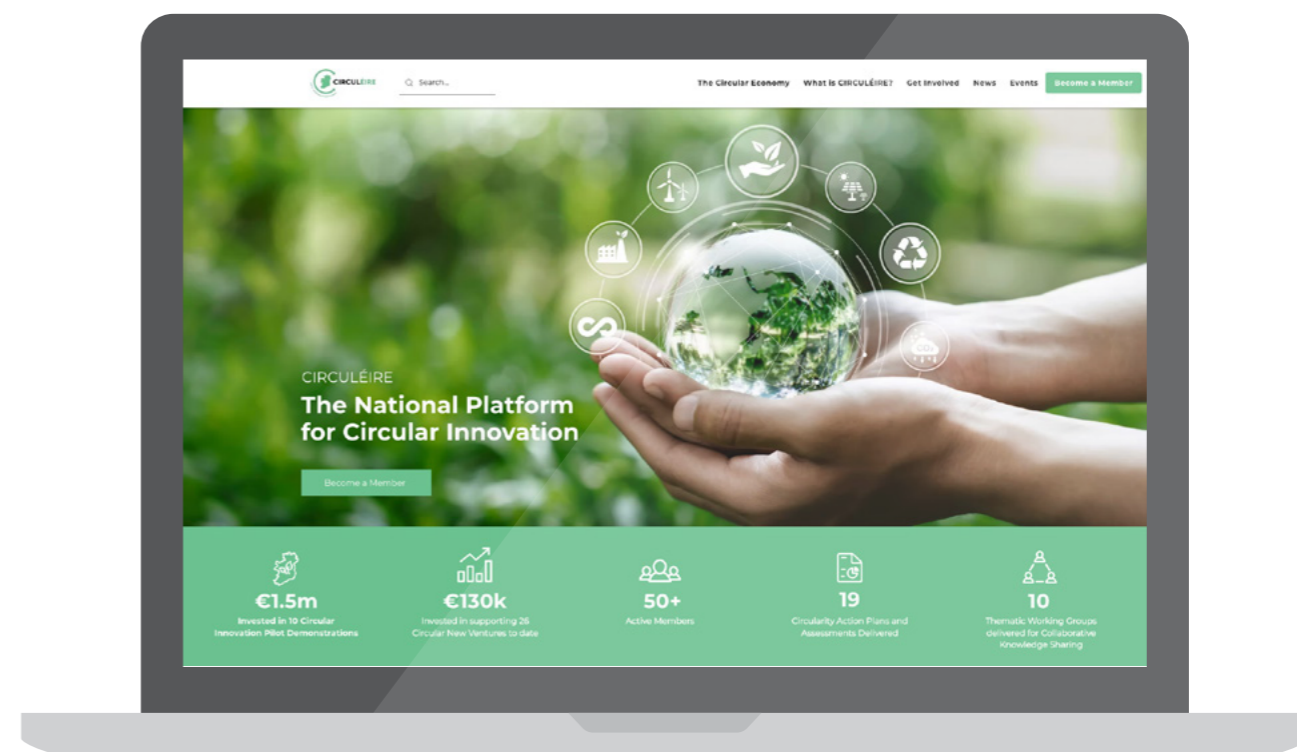 CIRCULÉIRE
Search...
The Circular Economy
What is CIRCULÉIRE?
Get Involved
News
Events
Become a Member
CO₂
CIRCULÉIRE
The National Platform
for Circular Innovation
Become a Member
€1.5m
Invested in 10 Circular
Innovation Pilot Demonstrations
€130k
Invested in supporting 26
Circular New Ventures to date
50+
Active Members
19
Circularity Action Plans and
Assessments Delivered
10
Thematic Working Groups
delivered for Collaborative
Knowledge Sharing